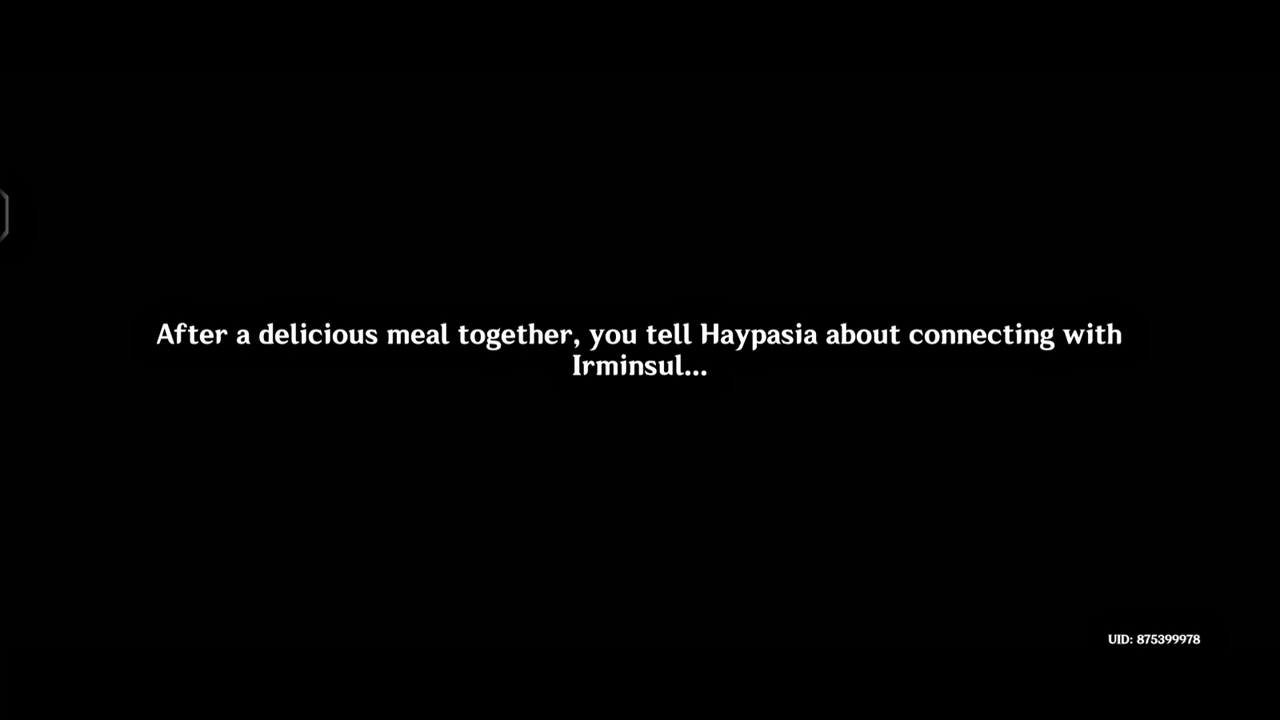 After a delicious meal together, you tell Haypasia about connecting with
Irminsul...
UID: 875399978